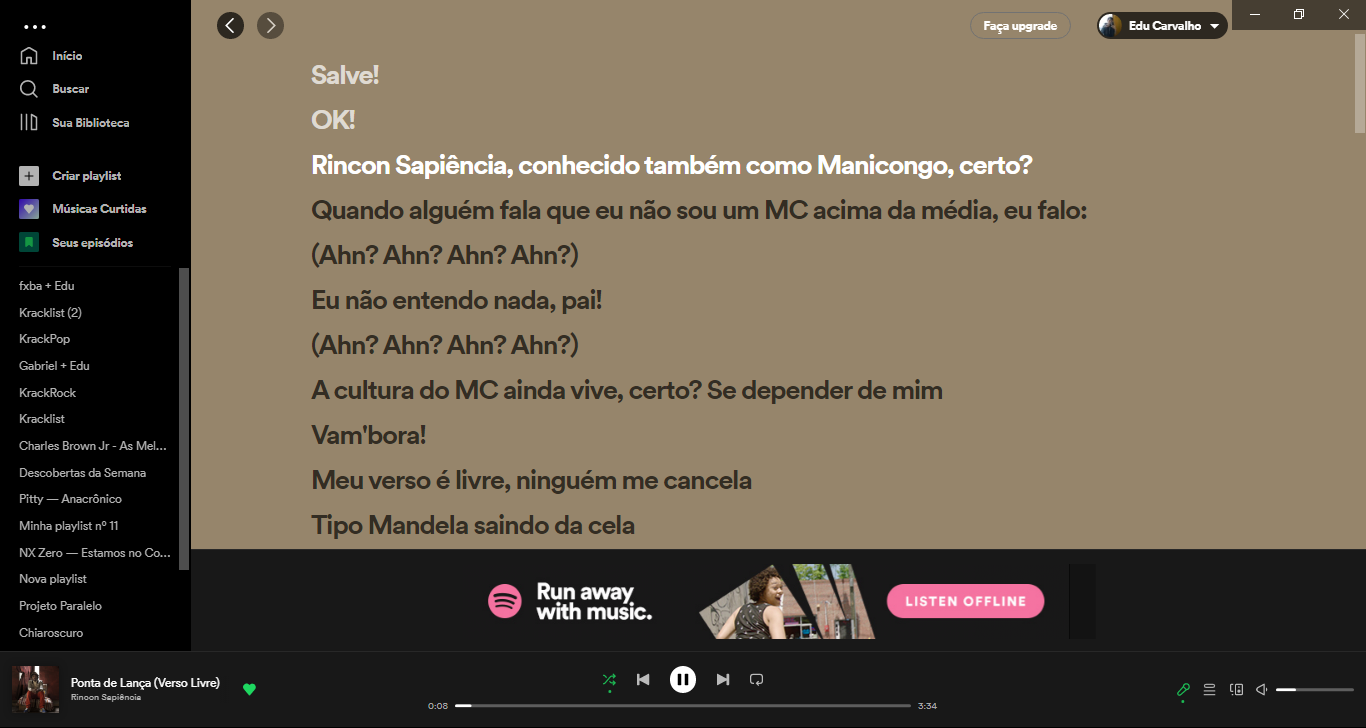 Faça upgrade
Edu Carvalho
Início
Buscar
Sua Biblioteca
Criar playlist
Músicas Curtidas
Seus episódios
fxba + Edu
Kracklist (2)
KrackPop
Gabriel + Edu
KrackRock
Kracklist
Charles Brown Jr - As Mel...
Descobertas da Semana
Pitty — Anacrônico
Minha playlist nº 11
NX Zero — Estamos no Co...
Nova playlist
Projeto Paralelo
Chiaroscuro
Salve!
OK!
Rincon Sapiência, conhecido também como Manicongo, certo?
Quando alguém fala que eu não sou um MC acima da média, eu falo:
(Ahn? Ahn? Ahn? Ahn?)
Eu não entendo nada, pai!
(Ahn? Ahn? Ahn? Ahn?)
A cultura do MC ainda vive, certo? Se depender de mim
Vam'bora!
Meu verso é livre, ninguém me cancela
Tipo Mandela saindo da cela
Run away
with music.
LISTEN OFFLINE
Ponta de Lança (Verso Livre)
Rincon Sapiência
0:08
3:34